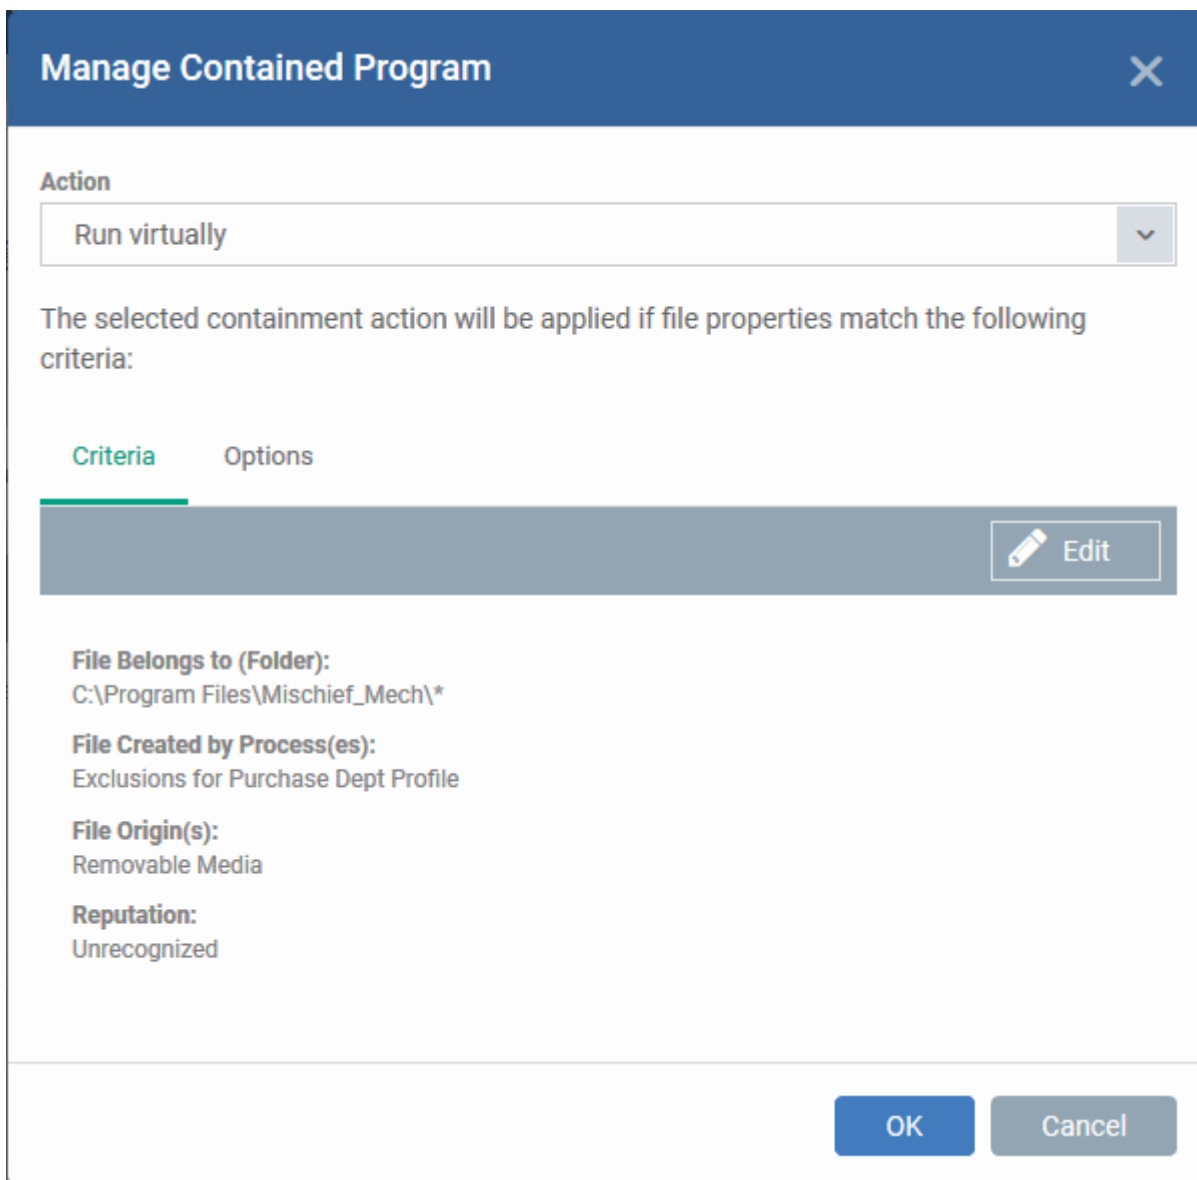 Manage Contained Program
Action
Run virtually
The selected containment action will be applied if file properties match the following
criteria:
Criteria
Options
Edit
File Belongs to (Folder):
C:\Program Files\Mischief_Mech\*
File Created by Process(es):
Exclusions for Purchase Dept Profile
File Origin(s):
Removable Media
Reputation:
Unrecognized
OK
Cancel